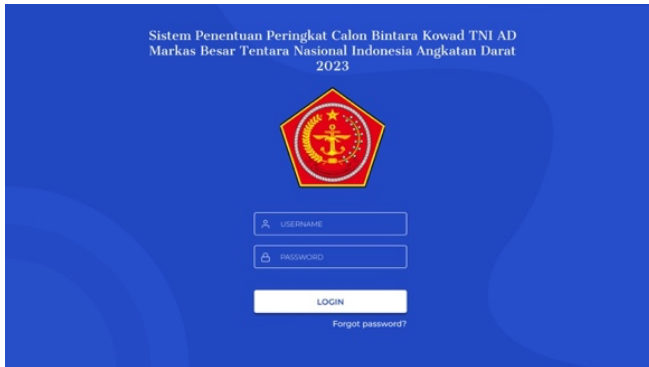 Sistem Penentuan Peringkat Calon Bintara Kowad TNI AD
Markas Besar Tentara Nasional Indonesia Angkatan Darat
2023
USERNAME
PASSWORD
LOGIN
Forgot password?